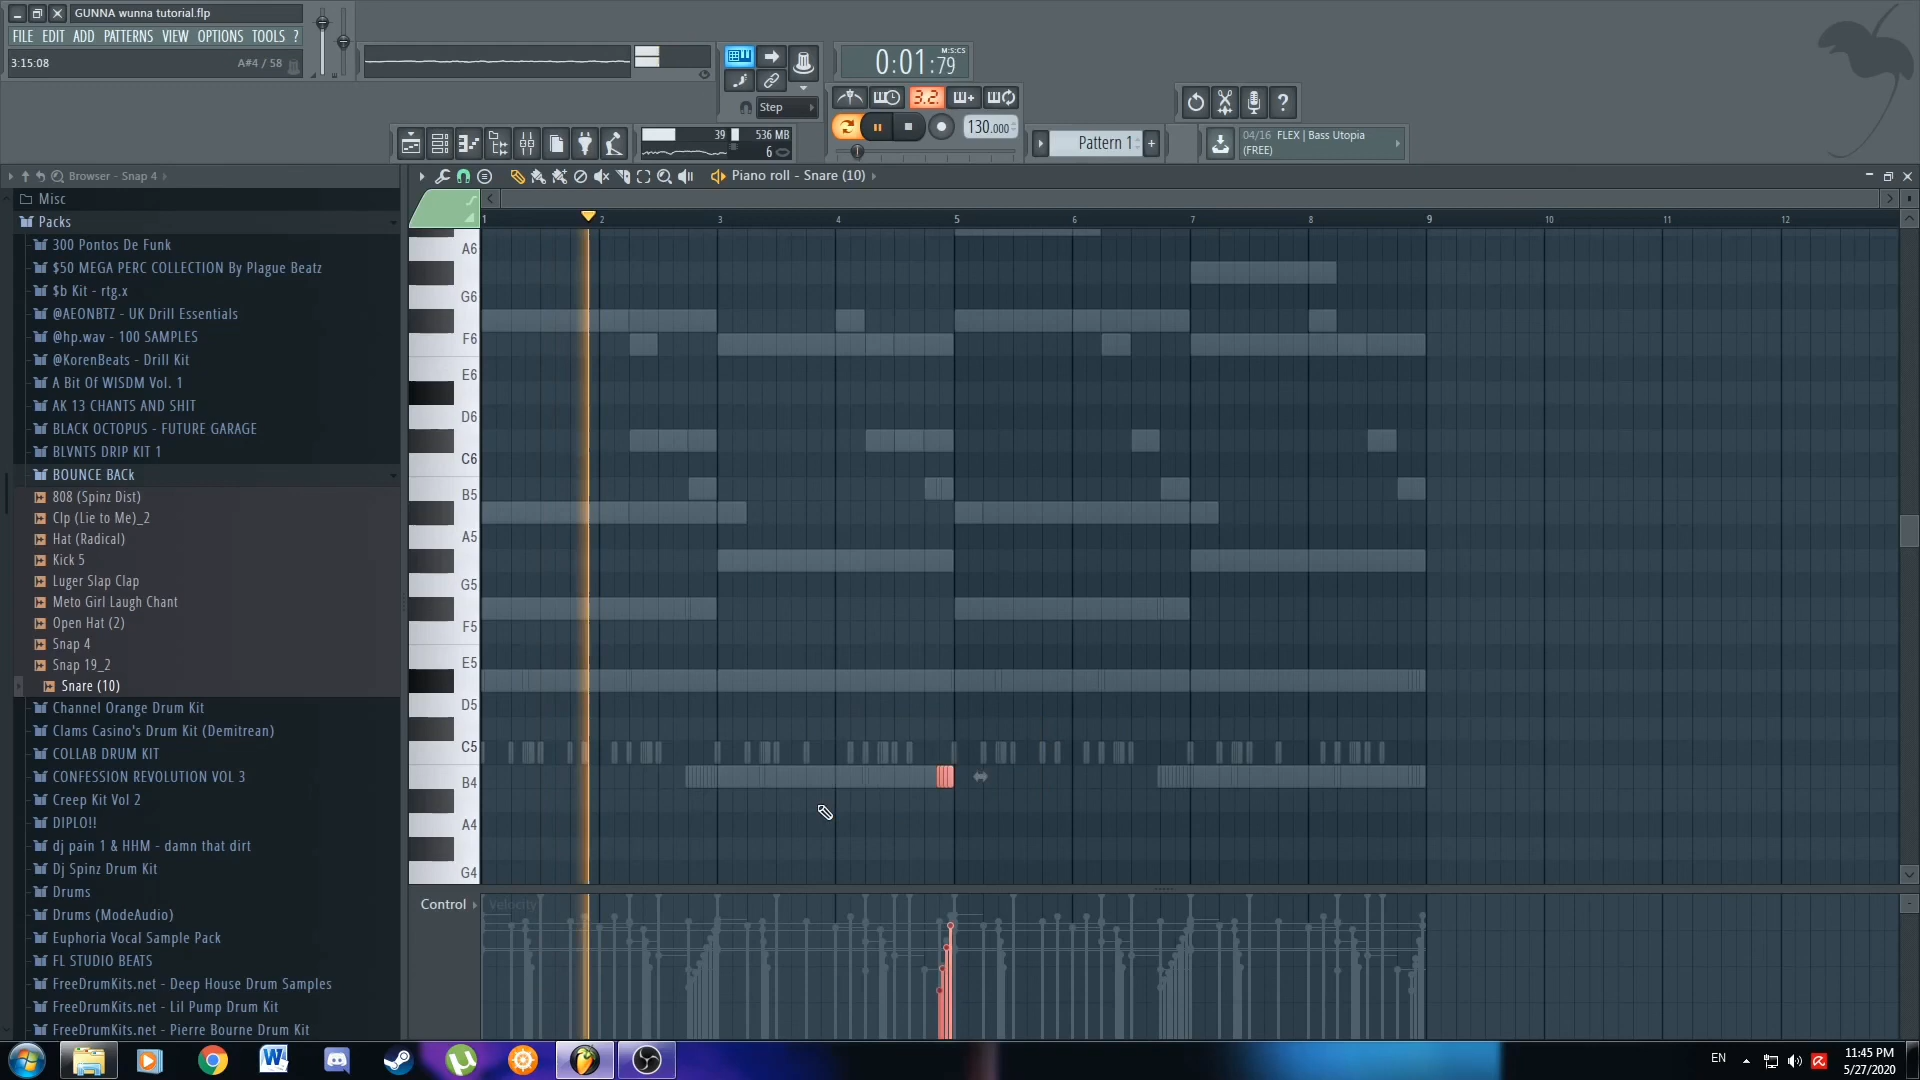 GUNNA wunna tutorial.flp
FILE EDIT ADD PATTERNS VIEW OPTIONS TOOLS ?
3:15:08 A#4 / 58
0:01:79 M:S:CS
Step
3.2.
130.000
39 536 MB
6
Pattern 1
04/16 FLEX | Bass Utopia
(FREE)
Browser - Snap 4
Piano roll - Snare (10)
Misc
Packs
300 Pontos De Funk
$50 MEGA PERC COLLECTION By Plague Beatz
$b Kit - rtg.x
@AEONBTZ - UK Drill Essentials
@hp.wav - 100 SAMPLES
@KorenBeats - Drill Kit
A Bit Of WISDM Vol. 1
AK 13 CHANTS AND SHIT
BLACK OCTOPUS - FUTURE GARAGE
BLVNTS DRIP KIT 1
BOUNCE BACk
808 (Spinz Dist)
Clp (Lie to Me)_2
Hat (Radical)
Kick 5
Luger Slap Clap
Meto Girl Laugh Chant
Open Hat (2)
Snap 4
Snap 19_2
Snare (10)
Channel Orange Drum Kit
Clams Casino's Drum Kit (Demitrean)
COLLAB DRUM KIT
CONFESSION REVOLUTION VOL 3
Creep Kit Vol 2
DIPLO!!
dj pain 1 & HHM - damn that dirt
Dj Spinz Drum Kit
Drums
Drums (ModeAudio)
Euphoria Vocal Sample Pack
FL STUDIO BEATS
FreeDrumKits.net - Deep House Drum Samples
FreeDrumKits.net - Lil Pump Drum Kit
FreeDrumKits.net - Pierre Bourne Drum Kit
1 2 3 4 5 6 7 8 9 10 11 12
A6
G6
F6
E6
D6
C6
B5
A5
G5
F5
E5
D5
C5
B4
A4
G4
Control Velocity
EN
11:45 PM
5/27/2020